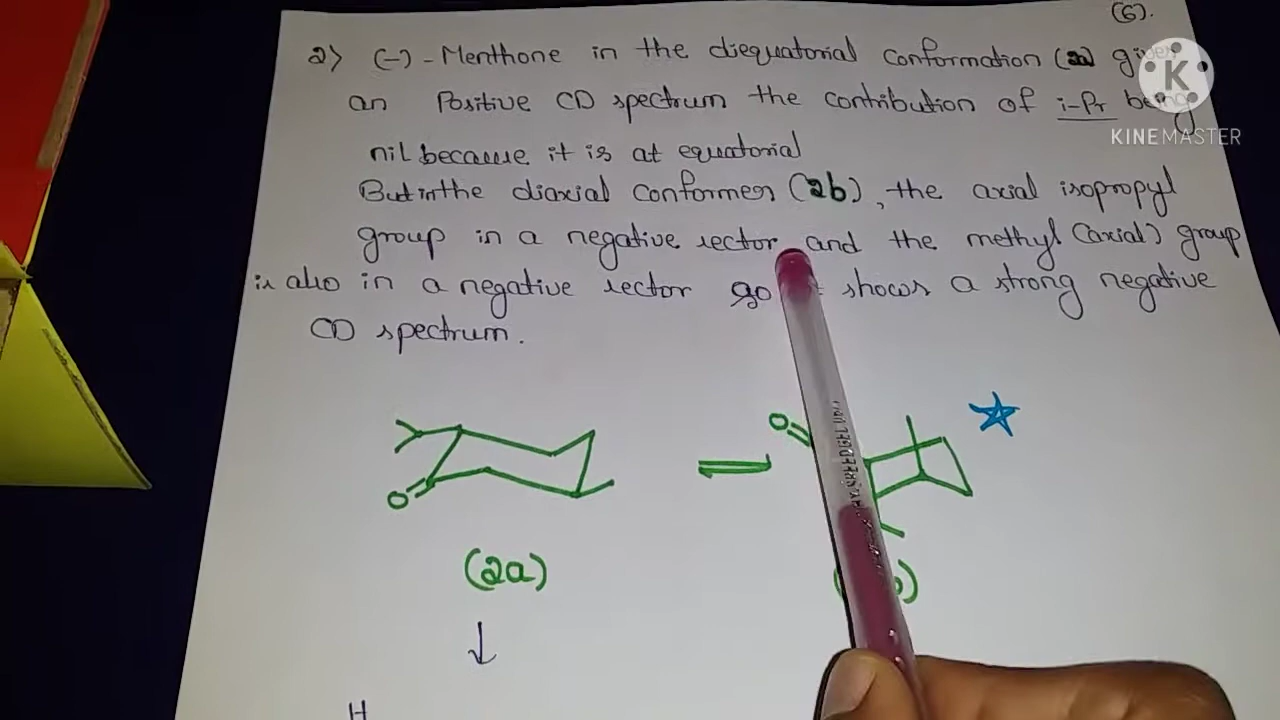 (6).
2) (-) - Menthone in the diequatorial conformation (2a) gives
an Positive CD spectrum the contribution of i-Pr being
K
KINEMASTER
nil because it is at equatorial
But in the diaxial conformer (2b), the axial isopropyl
group in a negative sector and the methyl (axial) group
is also in a negative sector go shows a strong negative
CD spectrum.
O
O
(2a)
H